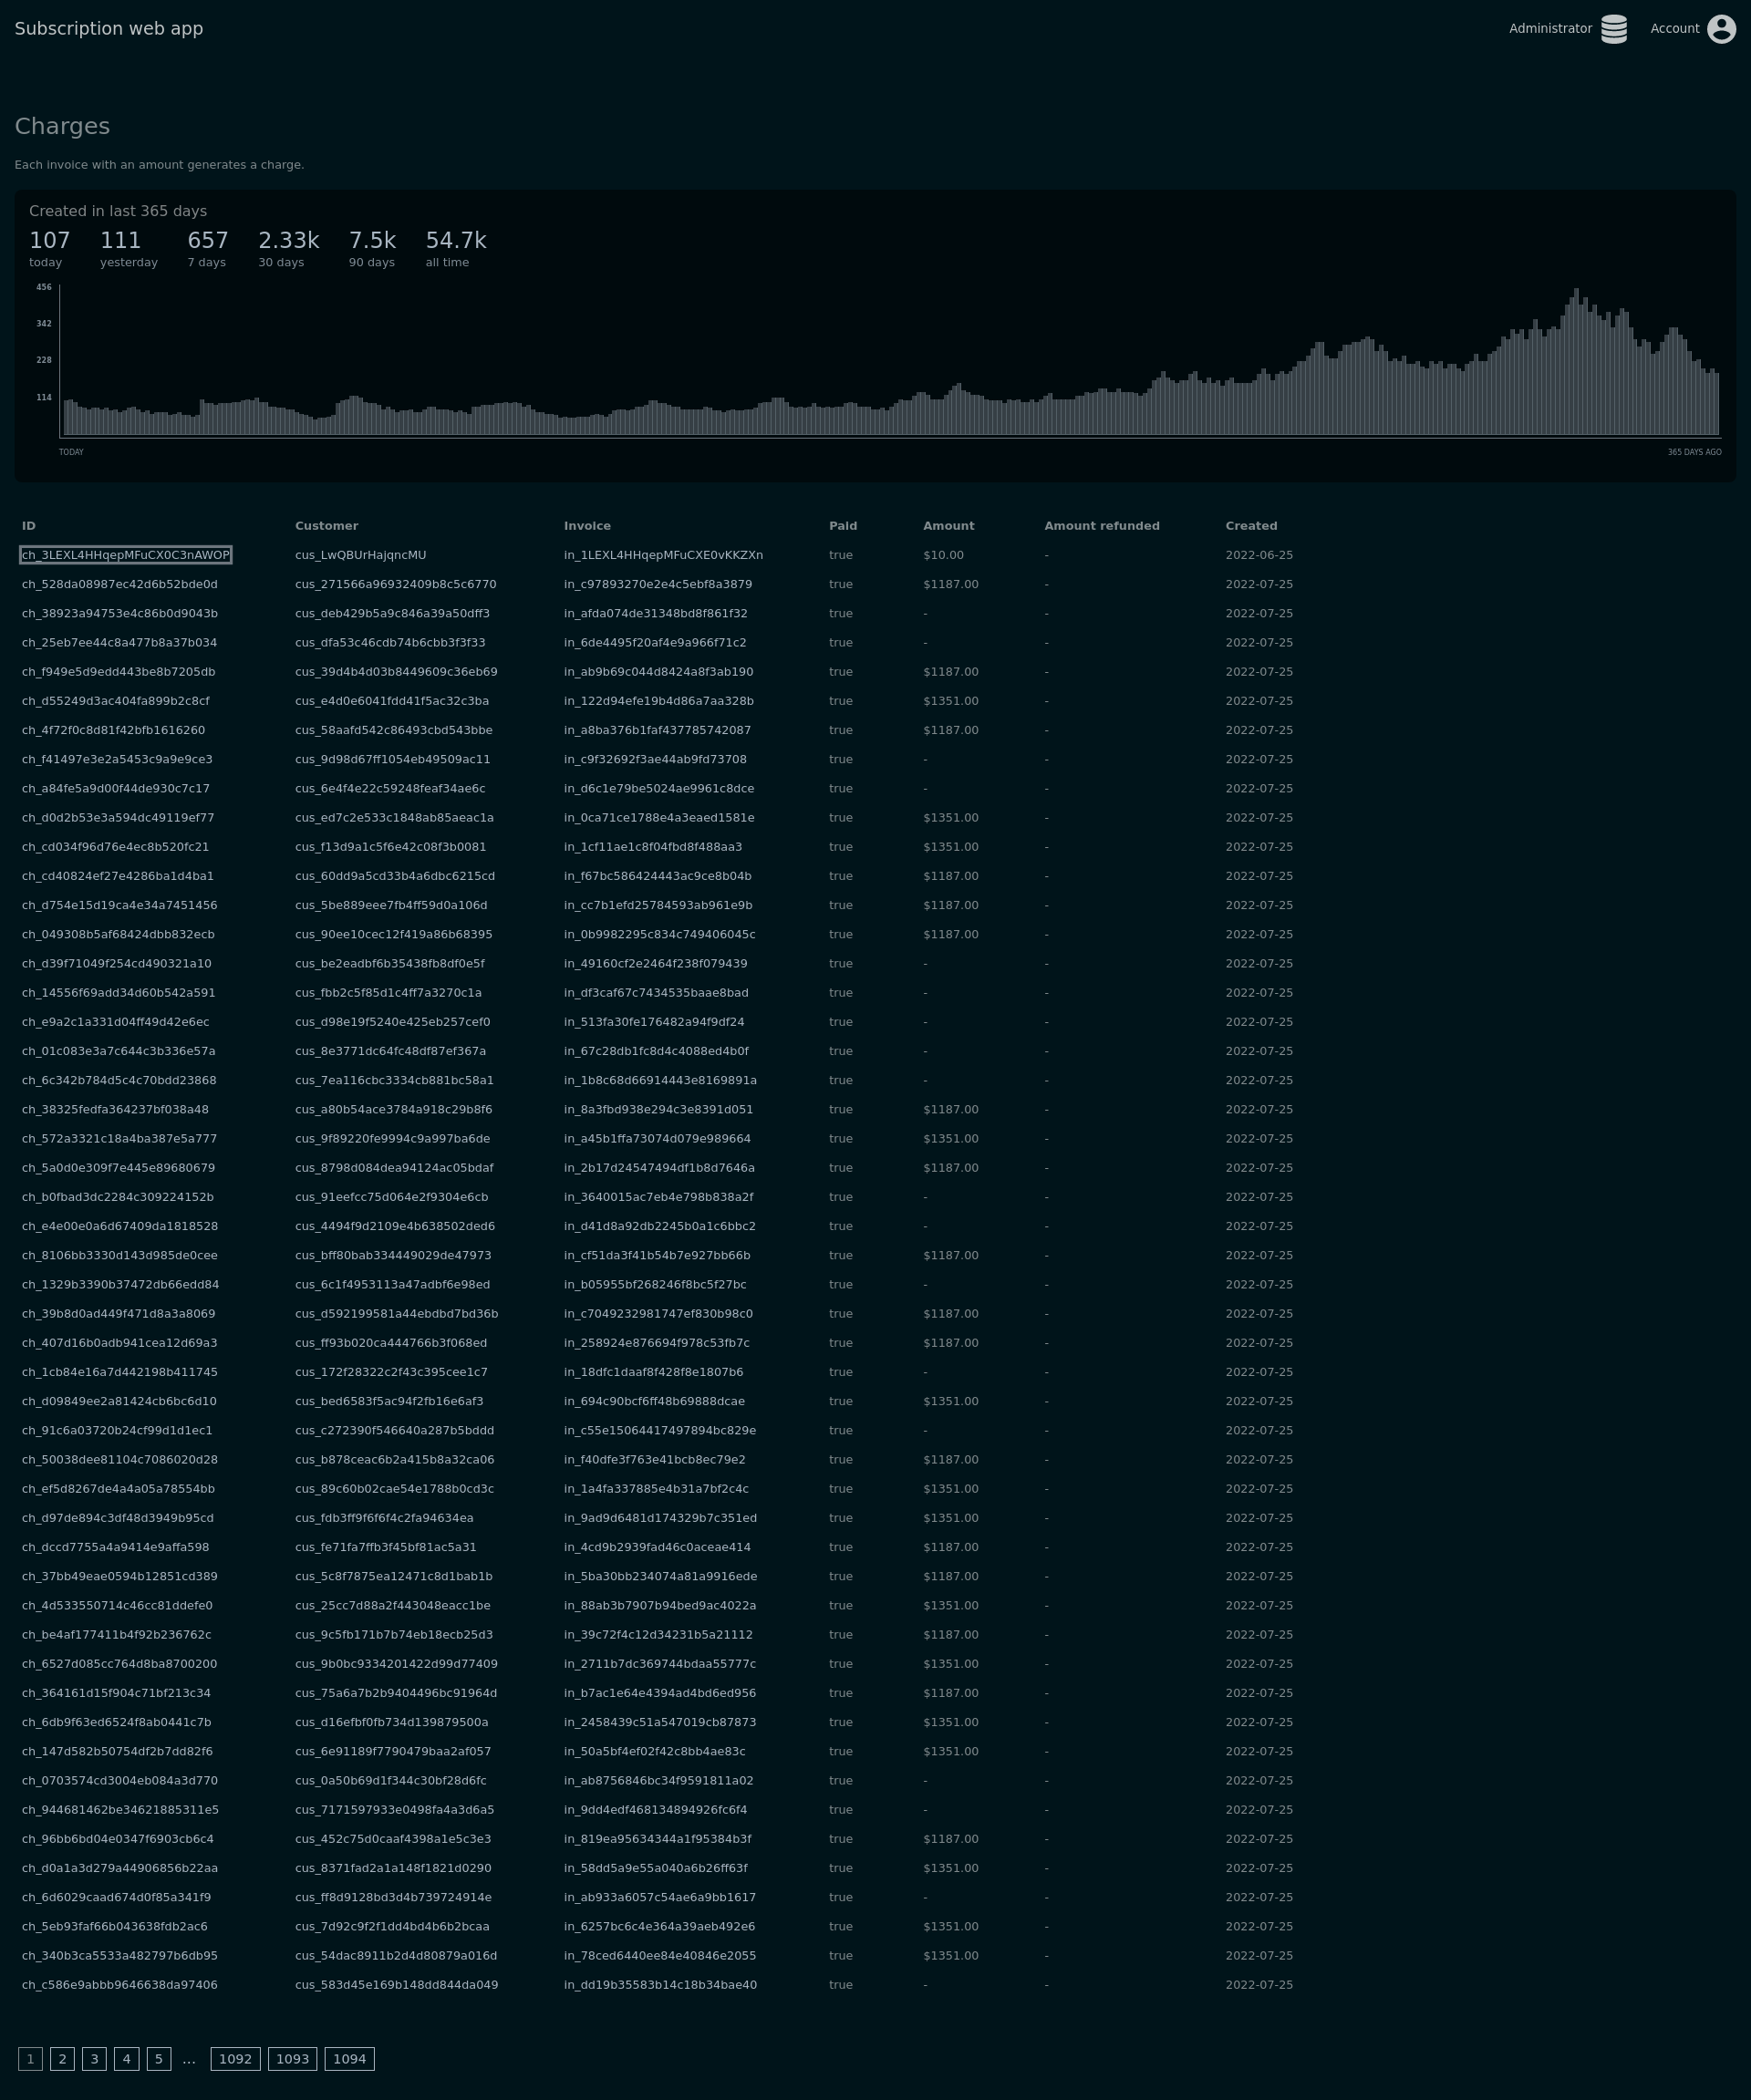 Subscription web app
Administrator Account
Charges
Each invoice with an amount generates a charge.
Created in last 365 days
107 111 657 2.33k 7.5k 54.7k
today yesterday 7 days 30 days 90 days all time
456
342
228
114
TODAY 365 DAYS AGO
ID Customer Invoice Paid Amount Amount refunded Created
ch_3LEXL4HHqepMFuCX0C3nAWOP cus_LwQBUrHajqncMU in_1LEXL4HHqepMFuCXE0vKKZXn true $10.00 - 2022-06-25
ch_528da08987ec42d6b52bde0d cus_271566a96932409b8c5c6770 in_c97893270e2e4c5ebf8a3879 true $1187.00 - 2022-07-25
ch_38923a94753e4c86b0d9043b cus_deb429b5a9c846a39a50dff3 in_afda074de31348bd8f861f32 true - - 2022-07-25
ch_25eb7ee44c8a477b8a37b034 cus_dfa53c46cdb74b6cbb3f3f33 in_6de4495f20af4e9a966f71c2 true - - 2022-07-25
ch_f949e5d9edd443be8b7205db cus_39d4b4d03b8449609c36eb69 in_ab9b69c044d8424a8f3ab190 true $1187.00 - 2022-07-25
ch_d55249d3ac404fa899b2c8cf cus_e4d0e6041fdd41f5ac32c3ba in_122d94efe19b4d86a7aa328b true $1351.00 - 2022-07-25
ch_4f72f0c8d81f42bfb1616260 cus_58aafd542c86493cbd543bbe in_a8ba376b1faf437785742087 true $1187.00 - 2022-07-25
ch_f41497e3e2a5453c9a9e9ce3 cus_9d98d67ff1054eb49509ac11 in_c9f32692f3ae44ab9fd73708 true - - 2022-07-25
ch_a84fe5a9d00f44de930c7c17 cus_6e4f4e22c59248feaf34ae6c in_d6c1e79be5024ae9961c8dce true - - 2022-07-25
ch_d0d2b53e3a594dc49119ef77 cus_ed7c2e533c1848ab85aeac1a in_0ca71ce1788e4a3eaed1581e true $1351.00 - 2022-07-25
ch_cd034f96d76e4ec8b520fc21 cus_f13d9a1c5f6e42c08f3b0081 in_1cf11ae1c8f04fbd8f488aa3 true $1351.00 - 2022-07-25
ch_cd40824ef27e4286ba1d4ba1 cus_60dd9a5cd33b4a6dbc6215cd in_f67bc586424443ac9ce8b04b true $1187.00 - 2022-07-25
ch_d754e15d19ca4e34a7451456 cus_5be889eee7fb4ff59d0a106d in_cc7b1efd25784593ab961e9b true $1187.00 - 2022-07-25
ch_049308b5af68424dbb832ecb cus_90ee10cec12f419a86b68395 in_0b9982295c834c749406045c true $1187.00 - 2022-07-25
ch_d39f71049f254cd490321a10 cus_be2eadbf6b35438fb8df0e5f in_49160cf2e2464f238f079439 true - - 2022-07-25
ch_14556f69add34d60b542a591 cus_fbb2c5f85d1c4ff7a3270c1a in_df3caf67c7434535baae8bad true - - 2022-07-25
ch_e9a2c1a331d04ff49d42e6ec cus_d98e19f5240e425eb257cef0 in_513fa30fe176482a94f9df24 true - - 2022-07-25
ch_01c083e3a7c644c3b336e57a cus_8e3771dc64fc48df87ef367a in_67c28db1fc8d4c4088ed4b0f true - - 2022-07-25
ch_6c342b784d5c4c70bdd23868 cus_7ea116cbc3334cb881bc58a1 in_1b8c68d66914443e8169891a true - - 2022-07-25
ch_38325fedfa364237bf038a48 cus_a80b54ace3784a918c29b8f6 in_8a3fbd938e294c3e8391d051 true $1187.00 - 2022-07-25
ch_572a3321c18a4ba387e5a777 cus_9f89220fe9994c9a997ba6de in_a45b1ffa73074d079e989664 true $1351.00 - 2022-07-25
ch_5a0d0e309f7e445e89680679 cus_8798d084dea94124ac05bdaf in_2b17d24547494df1b8d7646a true $1187.00 - 2022-07-25
ch_b0fbad3dc2284c309224152b cus_91eefcc75d064e2f9304e6cb in_3640015ac7eb4e798b838a2f true - - 2022-07-25
ch_e4e00e0a6d67409da1818528 cus_4494f9d2109e4b638502ded6 in_d41d8a92db2245b0a1c6bbc2 true - - 2022-07-25
ch_8106bb3330d143d985de0cee cus_bff80bab334449029de47973 in_cf51da3f41b54b7e927bb66b true $1187.00 - 2022-07-25
ch_1329b3390b37472db66edd84 cus_6c1f4953113a47adbf6e98ed in_b05955bf268246f8bc5f27bc true - - 2022-07-25
ch_39b8d0ad449f471d8a3a8069 cus_d592199581a44ebdbd7bd36b in_c7049232981747ef830b98c0 true $1187.00 - 2022-07-25
ch_407d16b0adb941cea12d69a3 cus_ff93b020ca444766b3f068ed in_258924e876694f978c53fb7c true $1187.00 - 2022-07-25
ch_1cb84e16a7d442198b411745 cus_172f28322c2f43c395cee1c7 in_18dfc1daaf8f428f8e1807b6 true - - 2022-07-25
ch_d09849ee2a81424cb6bc6d10 cus_bed6583f5ac94f2fb16e6af3 in_694c90bcf6ff48b69888dcae true $1351.00 - 2022-07-25
ch_91c6a03720b24cf99d1d1ec1 cus_c272390f546640a287b5bddd in_c55e15064417497894bc829e true - - 2022-07-25
ch_50038dee81104c7086020d28 cus_b878ceac6b2a415b8a32ca06 in_f40dfe3f763e41bcb8ec79e2 true $1187.00 - 2022-07-25
ch_ef5d8267de4a4a05a78554bb cus_89c60b02cae54e1788b0cd3c in_1a4fa337885e4b31a7bf2c4c true $1351.00 - 2022-07-25
ch_d97de894c3df48d3949b95cd cus_fdb3ff9f6f6f4c2fa94634ea in_9ad9d6481d174329b7c351ed true $1351.00 - 2022-07-25
ch_dccd7755a4a9414e9affa598 cus_fe71fa7ffb3f45bf81ac5a31 in_4cd9b2939fad46c0aceae414 true $1187.00 - 2022-07-25
ch_37bb49eae0594b12851cd389 cus_5c8f7875ea12471c8d1bab1b in_5ba30bb234074a81a9916ede true $1187.00 - 2022-07-25
ch_4d533550714c46cc81ddefe0 cus_25cc7d88a2f443048eacc1be in_88ab3b7907b94bed9ac4022a true $1351.00 - 2022-07-25
ch_be4af177411b4f92b236762c cus_9c5fb171b7b74eb18ecb25d3 in_39c72f4c12d34231b5a21112 true $1187.00 - 2022-07-25
ch_6527d085cc764d8ba8700200 cus_9b0bc9334201422d99d77409 in_2711b7dc369744bdaa55777c true $1351.00 - 2022-07-25
ch_364161d15f904c71bf213c34 cus_75a6a7b2b9404496bc91964d in_b7ac1e64e4394ad4bd6ed956 true $1187.00 - 2022-07-25
ch_6db9f63ed6524f8ab0441c7b cus_d16efbf0fb734d139879500a in_2458439c51a547019cb87873 true $1351.00 - 2022-07-25
ch_147d582b50754df2b7dd82f6 cus_6e91189f7790479baa2af057 in_50a5bf4ef02f42c8bb4ae83c true $1351.00 - 2022-07-25
ch_0703574cd3004eb084a3d770 cus_0a50b69d1f344c30bf28d6fc in_ab8756846bc34f9591811a02 true - - 2022-07-25
ch_944681462be34621885311e5 cus_7171597933e0498fa4a3d6a5 in_9dd4edf468134894926fc6f4 true - - 2022-07-25
ch_96bb6bd04e0347f6903cb6c4 cus_452c75d0caaf4398a1e5c3e3 in_819ea95634344a1f95384b3f true $1187.00 - 2022-07-25
ch_d0a1a3d279a44906856b22aa cus_8371fad2a1a148f1821d0290 in_58dd5a9e55a040a6b26ff63f true $1351.00 - 2022-07-25
ch_6d6029caad674d0f85a341f9 cus_ff8d9128bd3d4b739724914e in_ab933a6057c54ae6a9bb1617 true - - 2022-07-25
ch_5eb93faf66b043638fdb2ac6 cus_7d92c9f2f1dd4bd4b6b2bcaa in_6257bc6c4e364a39aeb492e6 true $1351.00 - 2022-07-25
ch_340b3ca5533a482797b6db95 cus_54dac8911b2d4d80879a016d in_78ced6440ee84e40846e2055 true $1351.00 - 2022-07-25
ch_c586e9abbb9646638da97406 cus_583d45e169b148dd844da049 in_dd19b35583b14c18b34bae40 true - - 2022-07-25
1 2 3 4 5 ... 1092 1093 1094